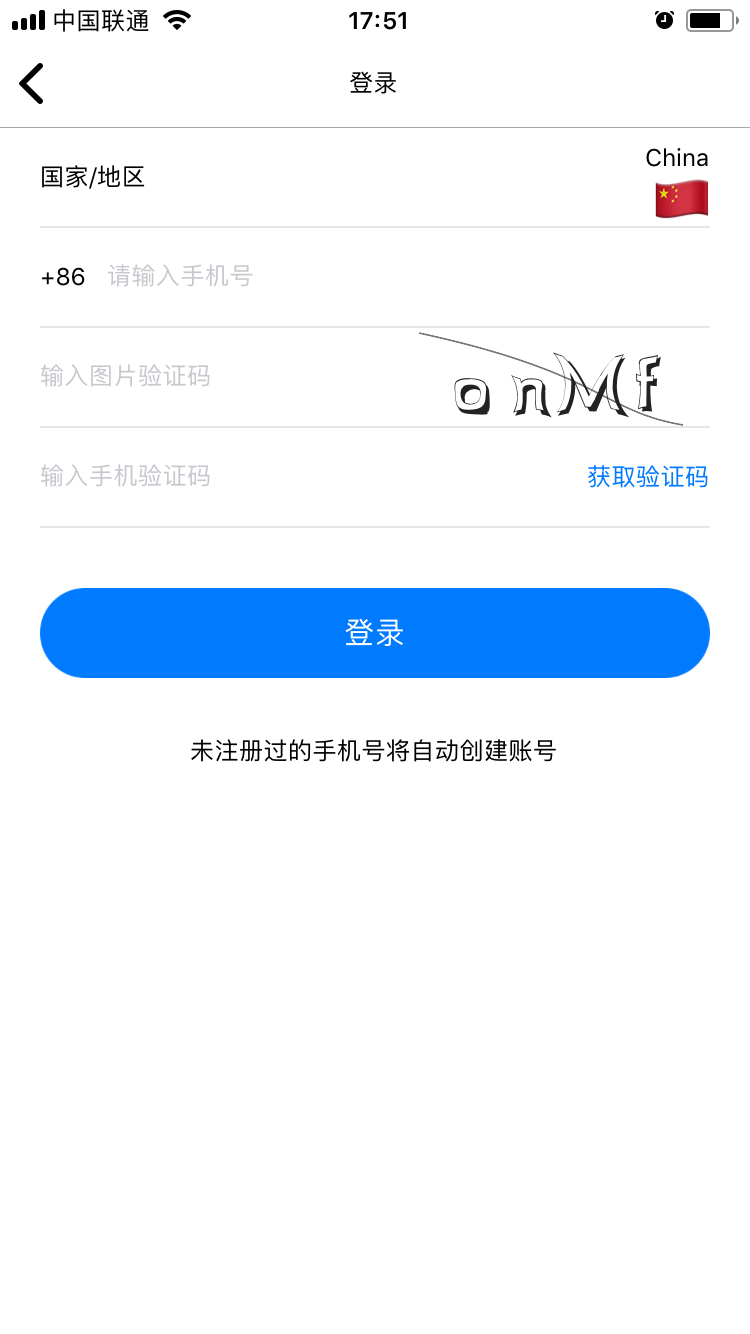 中国联通
17:51
登录
国家/地区
China
+86 请输入手机号
输入图片验证码
onMf
输入手机验证码
获取验证码
登录
未注册过的手机号将自动创建账号